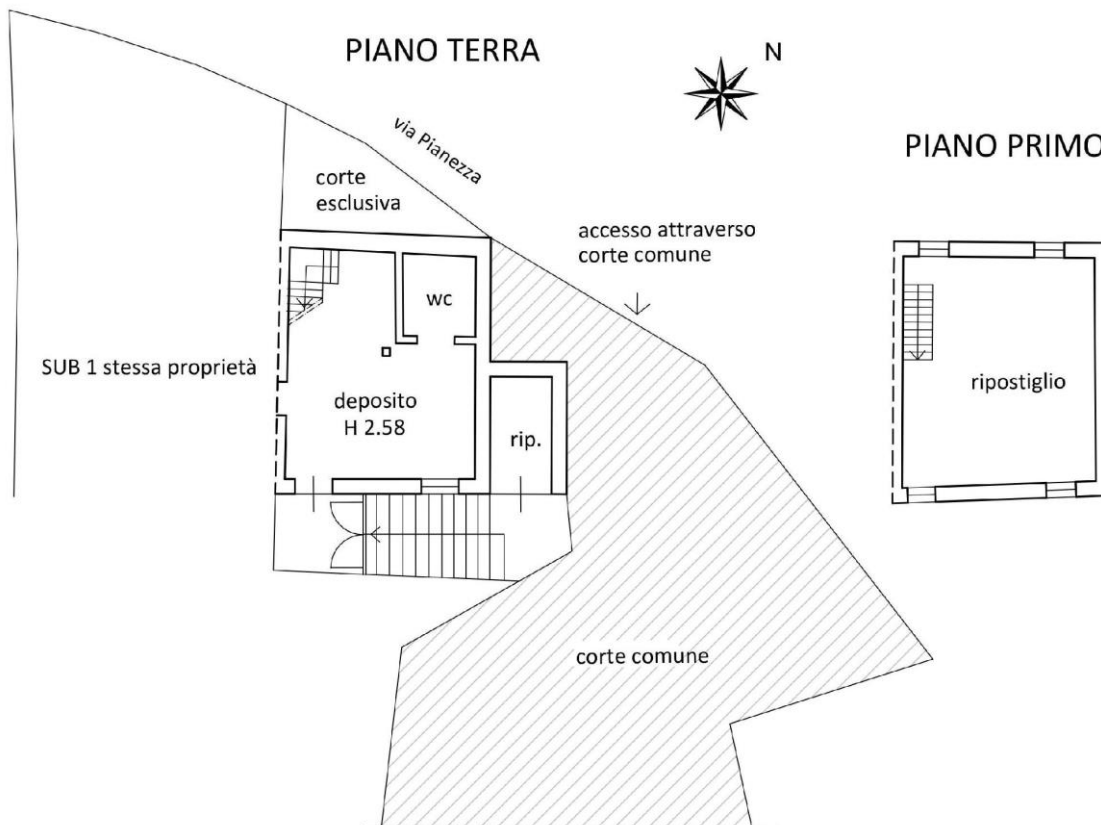 PIANO TERRA
N
via Pianezza
PIANO PRIMO
corte
esclusiva
accesso attraverso
corte comune
wc
SUB 1 stessa proprietà
deposito
H 2.58
rip.
ripostiglio
corte comune